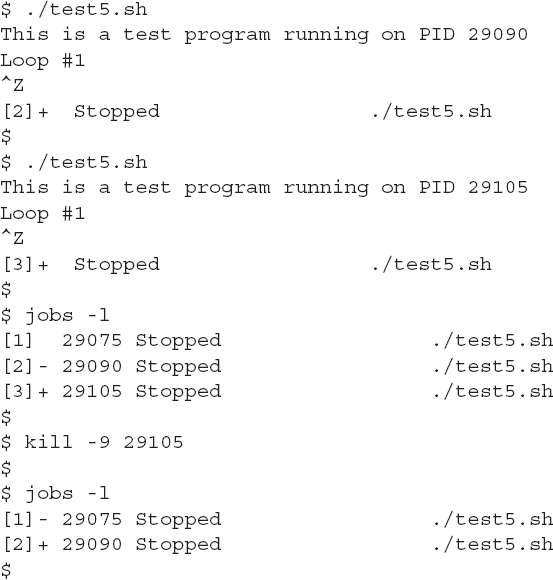 $ ./test5.sh
This is a test program running on PID 29090
Loop #1
^Z
[2]+  Stopped                 ./test5.sh
$
$ ./test5.sh
This is a test program running on PID 29105
Loop #1
^Z
[3]+  Stopped                 ./test5.sh
$
$ jobs -l
[1]  29075 Stopped                 ./test5.sh
[2]- 29090 Stopped                 ./test5.sh
[3]+ 29105 Stopped                 ./test5.sh
$
$ kill -9 29105
$
$ jobs -l
[1]- 29075 Stopped                 ./test5.sh
[2]+ 29090 Stopped                 ./test5.sh
$